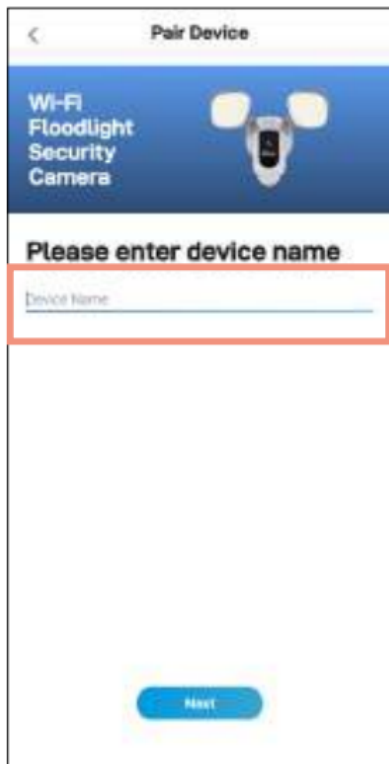 Pair Device
Wi-Fi
Floodlight
Security
Camera
Please enter device name
Device Name
Next